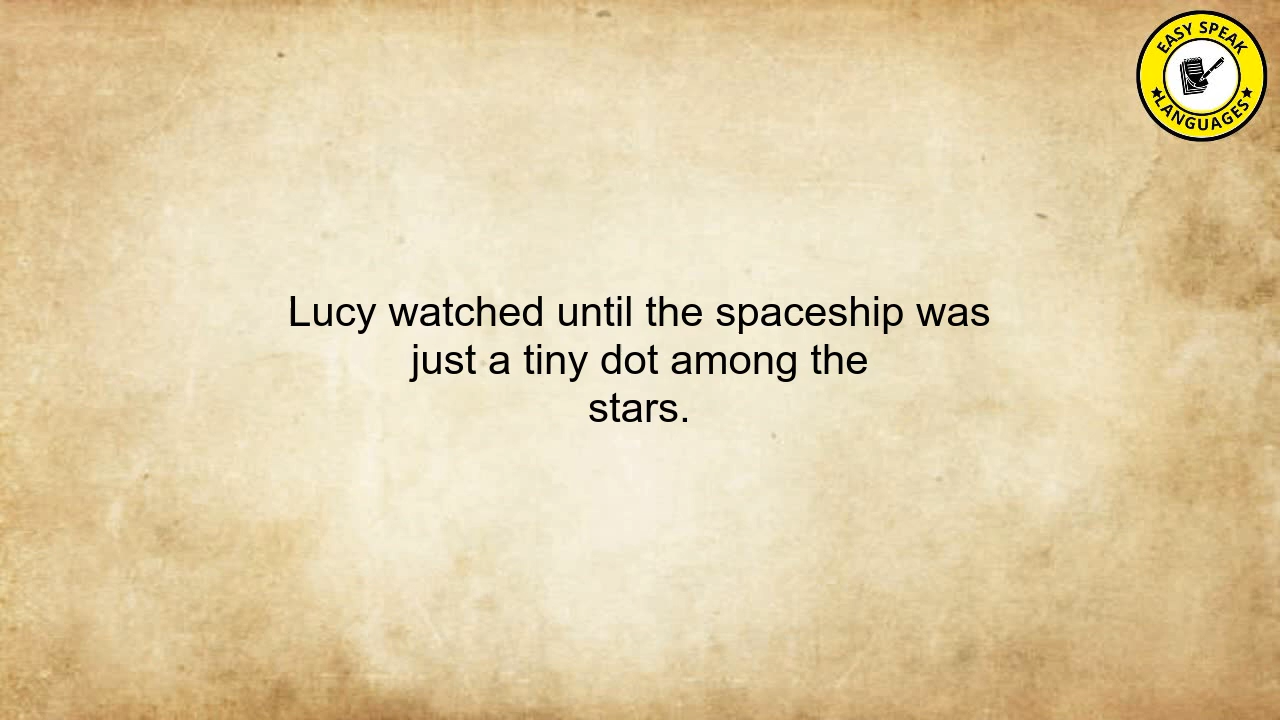 EASY SPEAK
LANGUAGES
Lucy watched until the spaceship was
just a tiny dot among the
stars.